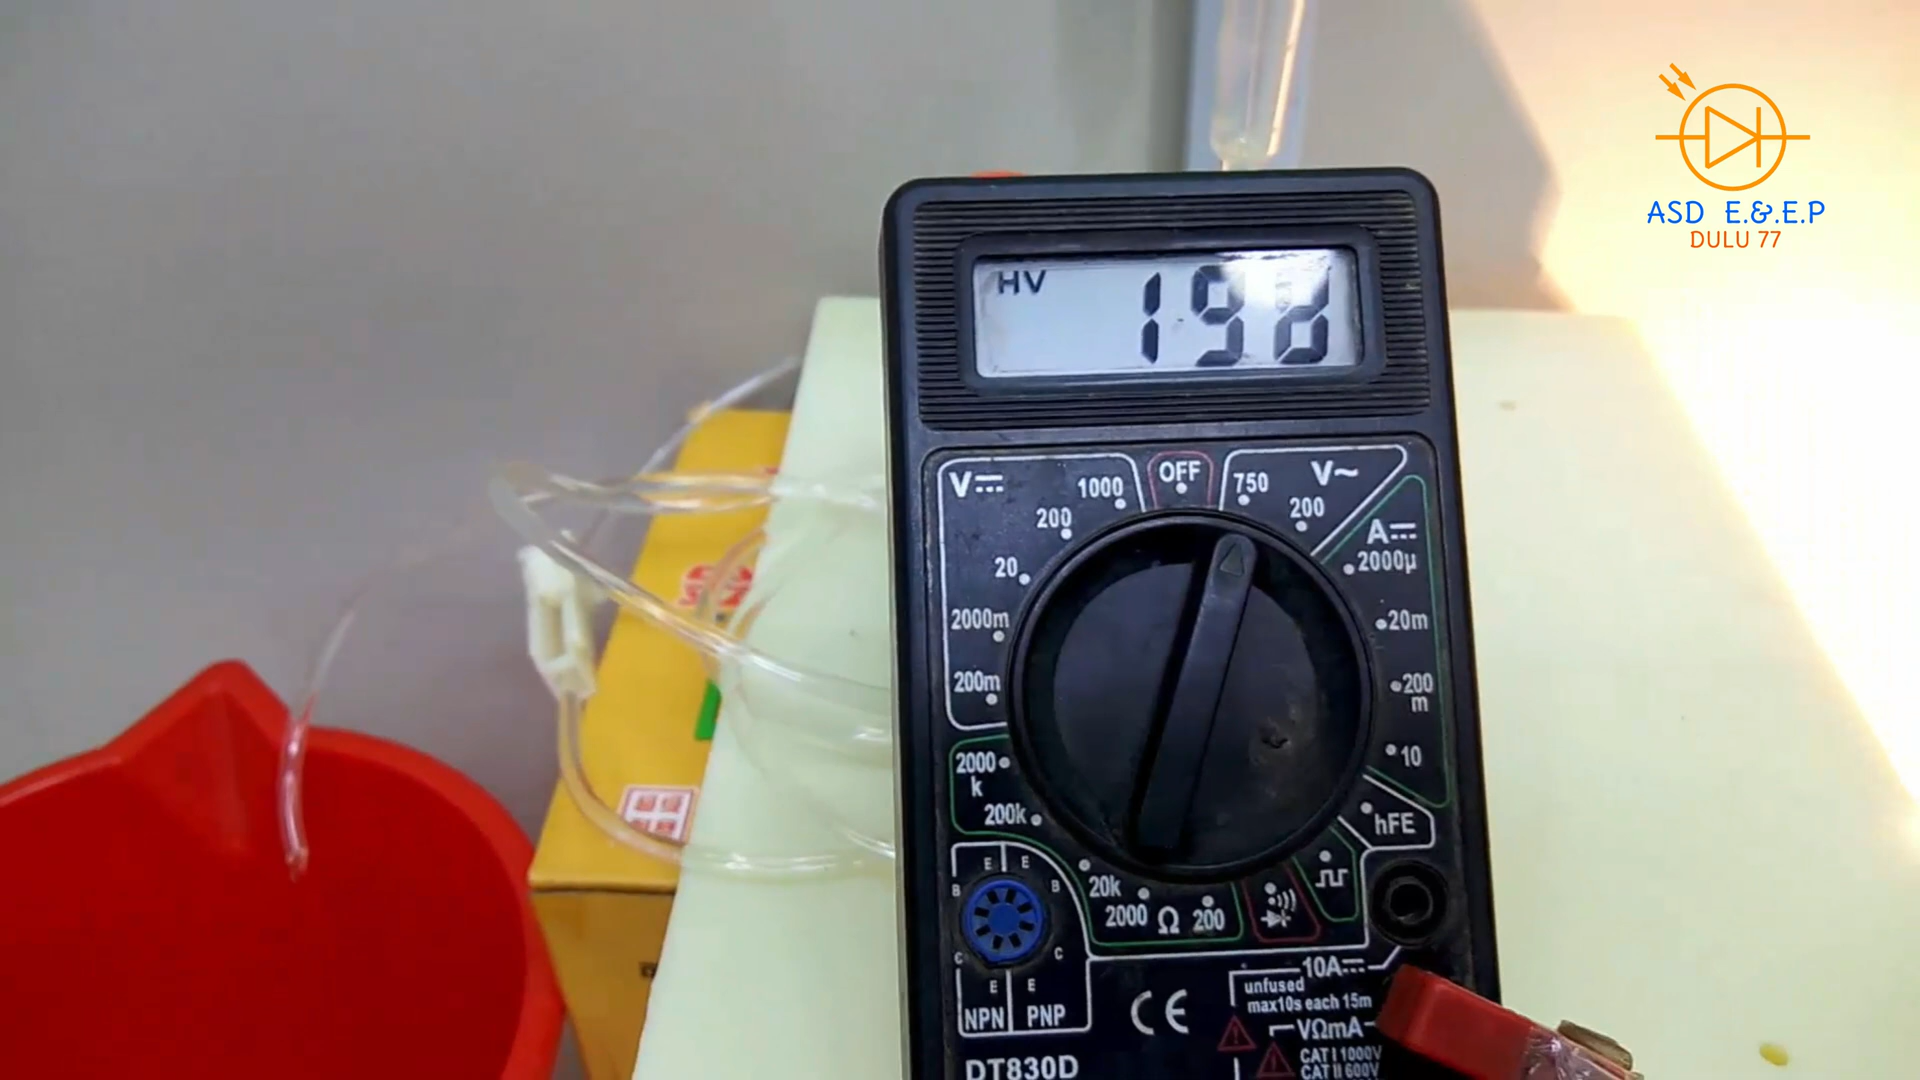 ASD E.&.E.P
DULU 77
HV
V⎓
1000
OFF
750
V~
200
200
A⎓
2000µ
20
2000m
20m
200m
200
m
2000
k
10
200k
hFE
E E
B B
20k
2000 Ω 200
C C
E E
NPN PNP
CE
10A⎓
unfused
max10s each 15m
VΩmA
CAT I 1000V
CAT II 600V
DT830D